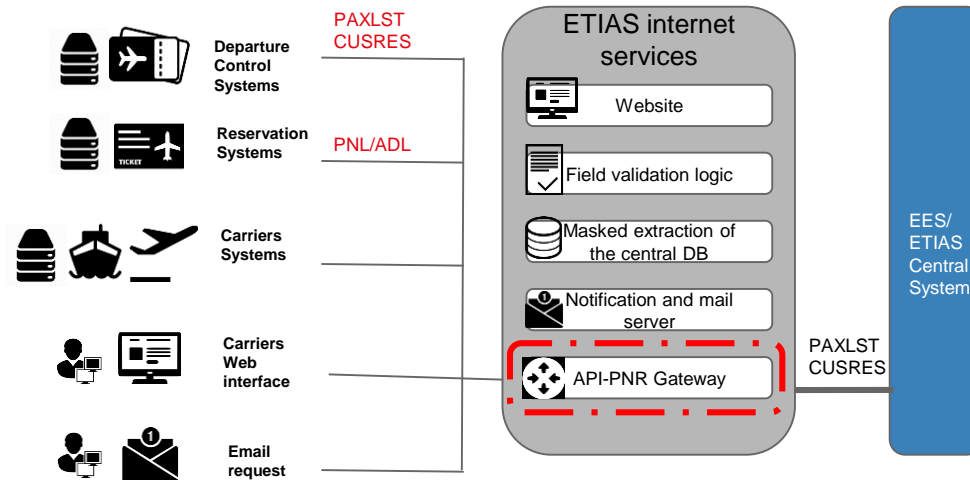 PAXLST
CUSRES
Departure
Control
Systems
TICKET
Reservation
Systems
PNL/ADL
Carriers
Systems
Carriers
Web
interface
1
Email
request
ETIAS internet
services
Website
Field validation logic
Masked extraction of
the central DB
1
Notification and mail
server
API-PNR Gateway
PAXLST
CUSRES
EES/
ETIAS
Central
System